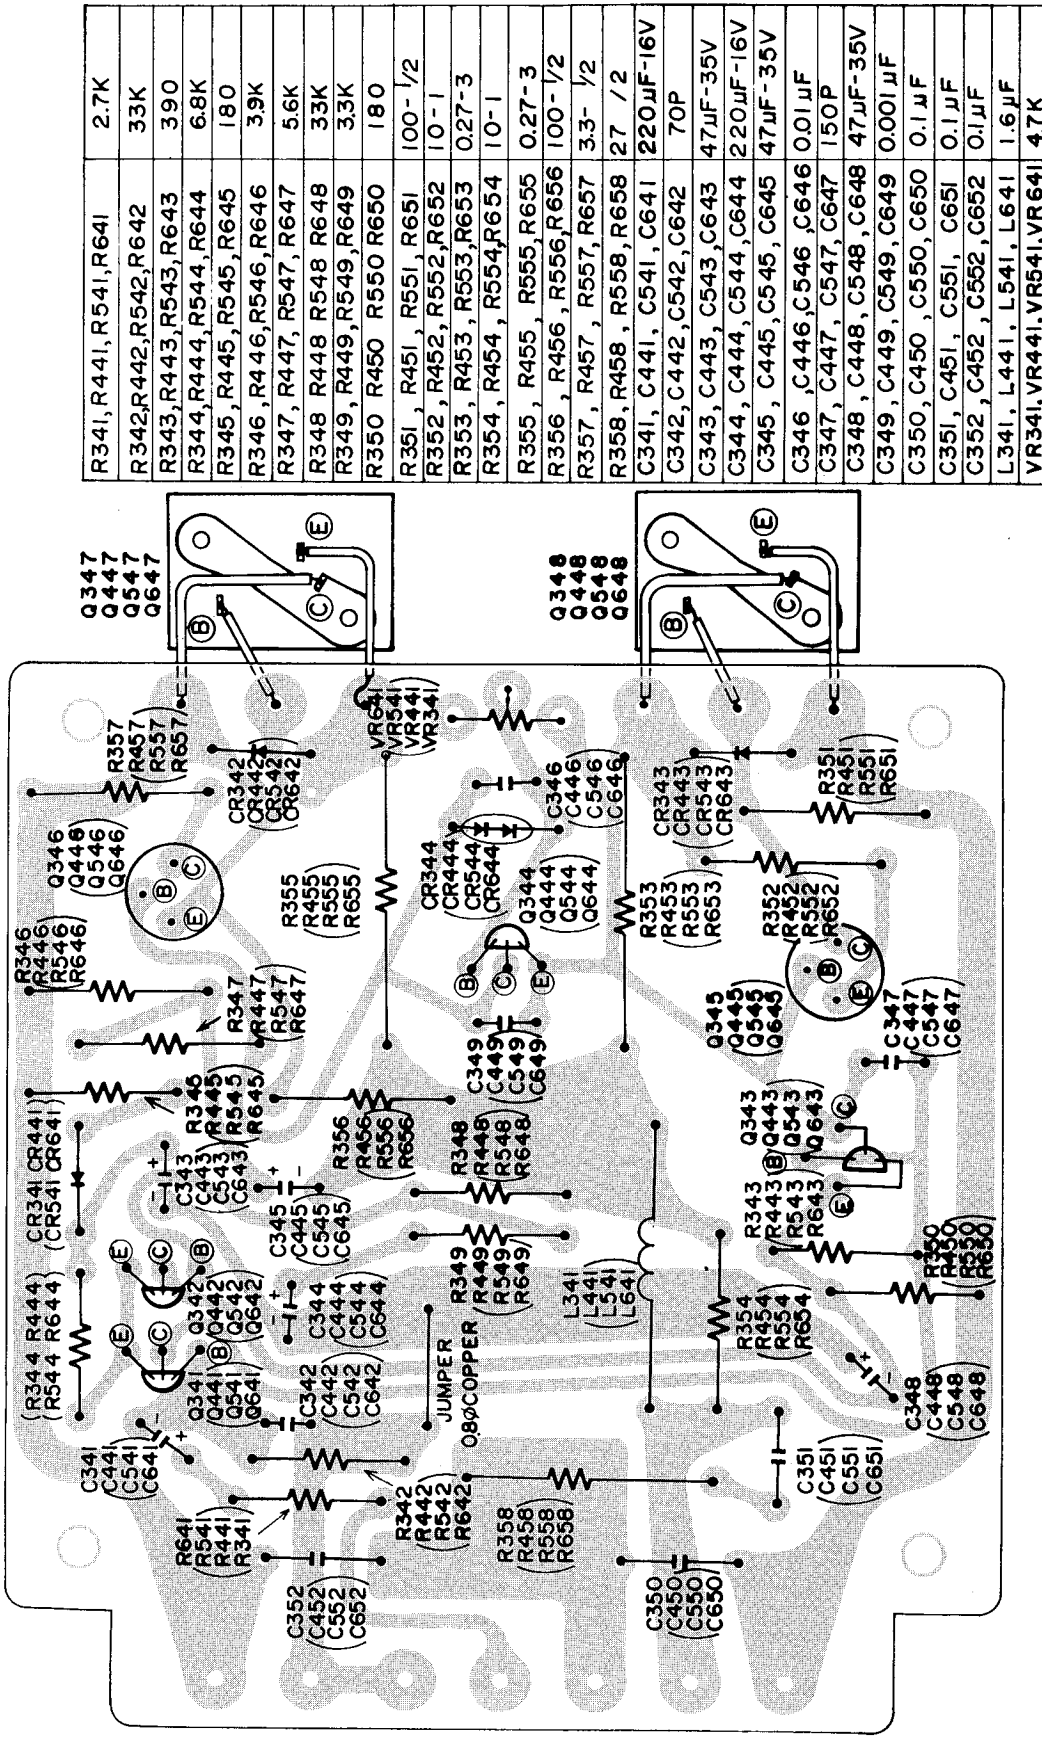 R341, R441, R541, R641 2.7K
R342, R442, R542, R642 33K
R343, R443, R543, R643 390
R344, R444, R544, R644 6.8K
R345, R445, R545, R645 180
R346, R446, R546, R646 3.9K
R347, R447, R547, R647 5.6K
R348 R448 R548 R648 33K
R349, R449, R549, R649 3.3K
R350 R450 R550 R650 180
R351, R451, R551, R651 100-1/2
R352, R452, R552, R652 10-1
R353, R453, R553, R653 0.27-3
R354, R454, R554, R654 10-1
R355, R455, R555, R655 0.27-3
R356, R456, R556, R656 100-1/2
R357, R457, R557, R657 3.3-1/2
R358, R458, R558, R658 27 /2
C341, C441, C541, C641 220µF-16V
C342, C442, C542, C642 70P
C343, C443, C543, C643 47µF-35V
C344, C444, C544, C644 220µF-16V
C345, C445, C545, C645 47µF-35V
C346, C446, C546, C646 0.01µF
C347, C447, C547, C647 150P
C348, C448, C548, C648 47µF-35V
C349, C449, C549, C649 0.001µF
C350, C450, C550, C650 0.1µF
C351, C451, C551, C651 0.1µF
C352, C452, C552, C652 0.1µF
L341, L441, L541, L641 1.6µF
VR341, VR441, VR541, VR641 4.7K
Q347
Q447
Q547
Q647
B
C
E
Q348
Q448
Q548
Q648
B
C
E
R357
R457
R557
R657
CR342
CR442
CR542
CR642
VR641
VR541
VR441
VR341
Q346
Q446
Q546
Q646
B
C
E
R346
R446
R546
R646
R347
R447
R547
R647
R355
R455
R555
R655
CR344
CR444
CR544
CR644
C346
C446
C546
C646
Q344
Q444
Q544
Q644
B
C
E
CR343
CR443
CR543
CR643
R351
R451
R551
R651
R353
R453
R553
R653
R352
R452
R552
R652
Q345
Q445
Q545
Q645
B
C
E
C347
C447
C547
C647
C349
C449
C549
C649
R345
R445
R545
R645
(CR341 CR441)
(CR541 CR641)
C343
C443
C543
C643
- +
R356
R456
R556
R656
C345
C445
C545
C645
+ -
R348
R448
R548
R648
R349
R449
R549
R649
Q343
Q443
Q543
Q643
B
C
E
R343
R443
R543
R643
R350
R450
R550
R650
(R344 R444)
(R544 R644)
E
C
B
Q342
Q442
Q542
Q642
E
C
B
Q341
Q441
Q541
Q641
C344
C444
C544
C644
- +
C342
C442
C542
C642
JUMPER
0.8øCOPPER
L341
L441
L541
L641
R354
R454
R554
R654
C348
C448
C548
C648
+ -
C341
C441
C541
C641
- +
R641
R541
R441
R341
R342
R442
R542
R642
R358
R458
R558
R658
C351
C451
C551
C651
C352
C452
C552
C652
C350
C450
C550
C650